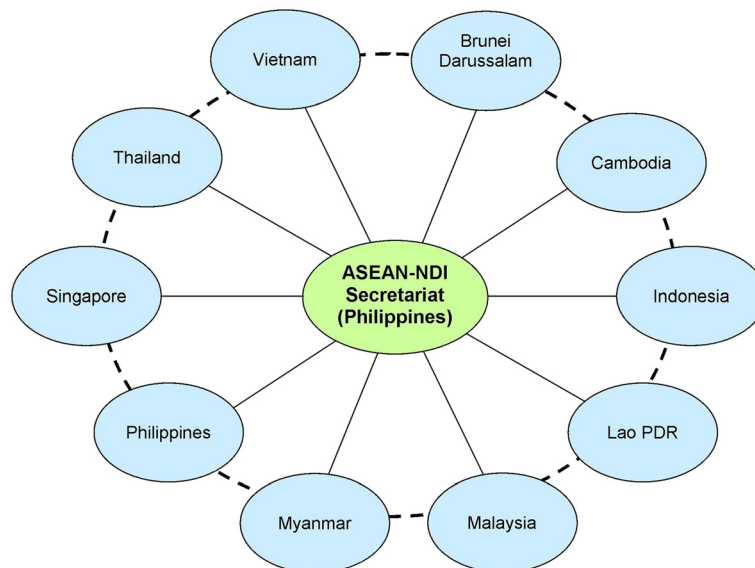 Vietnam
Brunei
Darussalam
Thailand
Cambodia
ASEAN-NDI
Secretariat
(Philippines)
Singapore
Indonesia
Philippines
Lao PDR
Myanmar
Malaysia